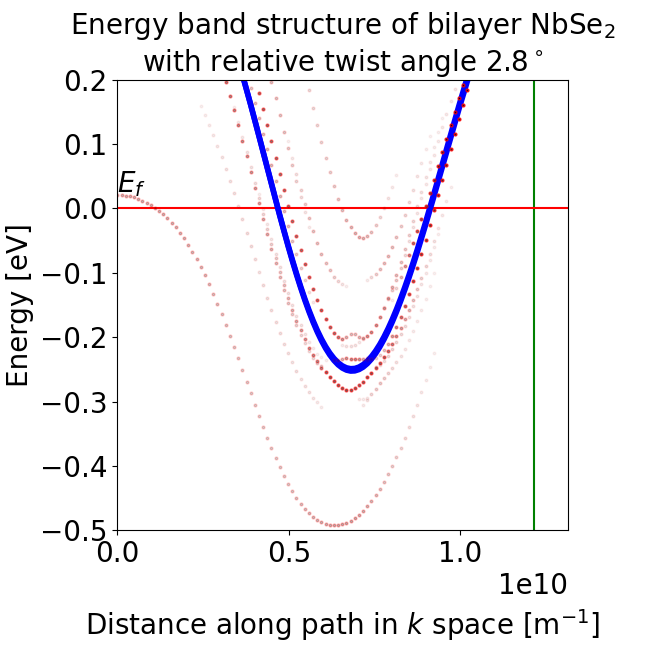 Energy band structure of bilayer NbSe₂
with relative twist angle 2.8°
0.2
0.1
E_f
0.0
−0.1
−0.2
−0.3
−0.4
−0.5
Energy [eV]
0.0 0.5 1.0
1e10
Distance along path in k space [m⁻¹]